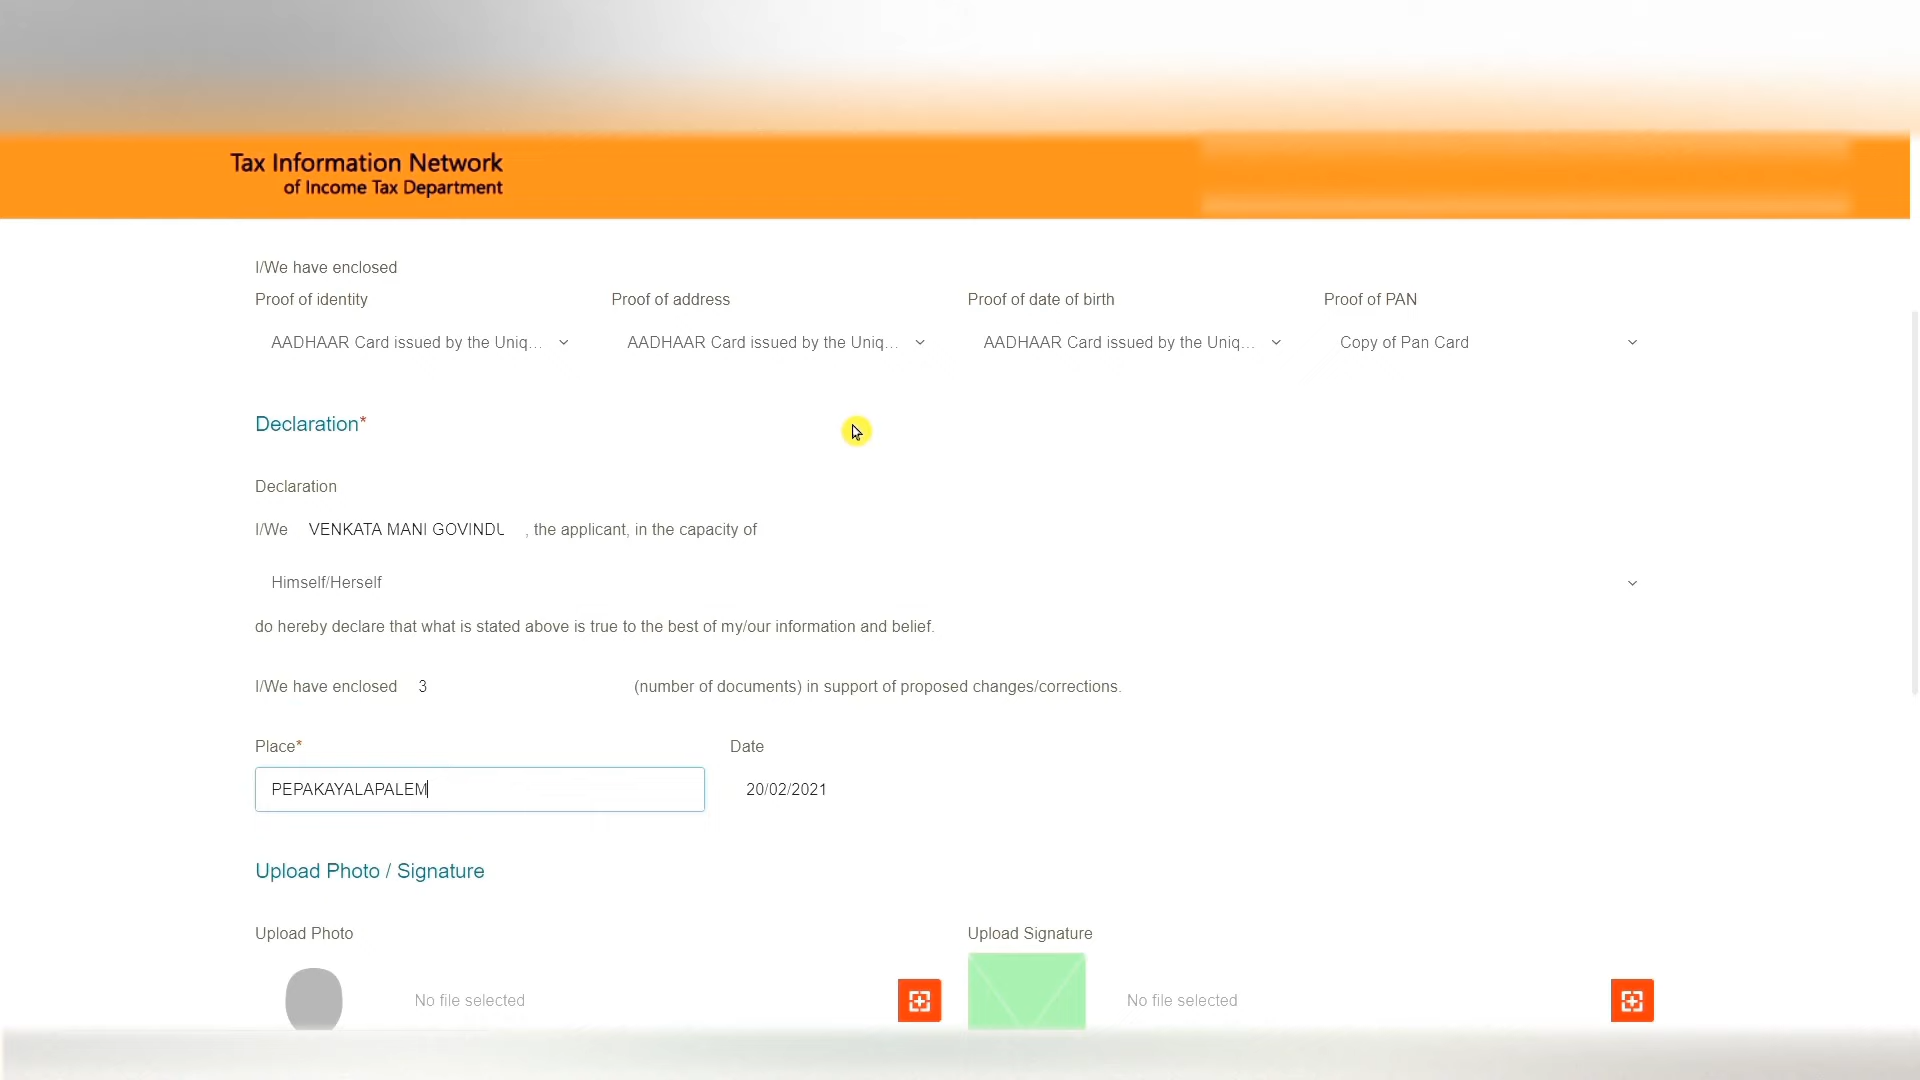 Tax Information Network
of Income Tax Department
I/We have enclosed
Proof of identity Proof of address Proof of date of birth Proof of PAN
AADHAAR Card issued by the Uniq... AADHAAR Card issued by the Uniq... AADHAAR Card issued by the Uniq... Copy of Pan Card
Declaration*
Declaration
I/We VENKATA MANI GOVINDU , the applicant, in the capacity of
Himself/Herself
do hereby declare that what is stated above is true to the best of my/our information and belief.
I/We have enclosed 3 (number of documents) in support of proposed changes/corrections.
Place* Date
PEPAKAYALAPALEM 20/02/2021
Upload Photo / Signature
Upload Photo Upload Signature
No file selected No file selected